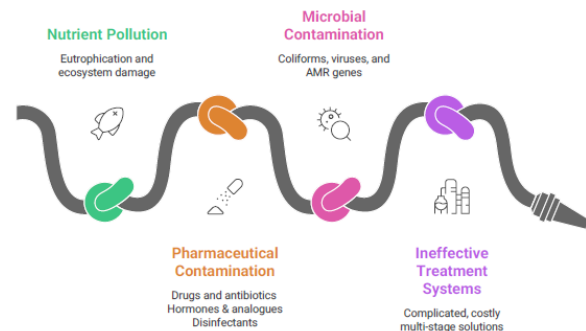 Nutrient Pollution
Eutrophication and
ecosystem damage
Microbial
Contamination
Coliforms, viruses, and
AMR genes
Pharmaceutical
Contamination
Drugs and antibiotics
Hormones & analogues
Disinfectants
Ineffective
Treatment
Systems
Complicated, costly
multi-stage solutions